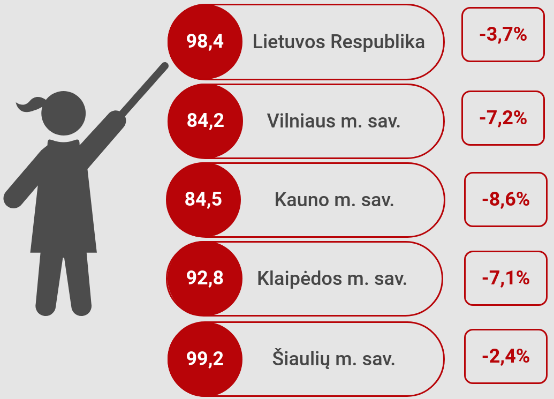 98,4 Lietuvos Respublika -3,7%
84,2 Vilniaus m. sav. -7,2%
84,5 Kauno m. sav. -8,6%
92,8 Klaipėdos m. sav. -7,1%
99,2 Šiaulių m. sav. -2,4%